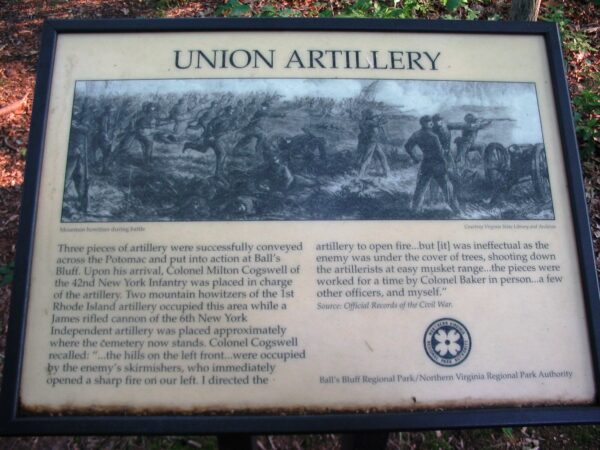 UNION ARTILLERY
Mountain howitzers during battle
Courtesy Virginia State Library and Archives
Three pieces of artillery were successfully conveyed
across the Potomac and put into action at Ball's
Bluff. Upon his arrival, Colonel Milton Cogswell of
the 42nd New York Infantry was placed in charge
of the artillery. Two mountain howitzers of the 1st
Rhode Island artillery occupied this area while a
James rifled cannon of the 6th New York
Independent artillery was placed approximately
where the cemetery now stands. Colonel Cogswell
recalled: "...the hills on the left front...were occupied
by the enemy's skirmishers, who immediately
opened a sharp fire on our left. I directed the
artillery to open fire...but [it] was ineffectual as the
enemy was under the cover of trees, shooting down
the artillerists at easy musket range...the pieces were
worked for a time by Colonel Baker in person...a few
other officers, and myself."
Source: Official Records of the Civil War.
Ball's Bluff Regional Park/Northern Virginia Regional Park Authority